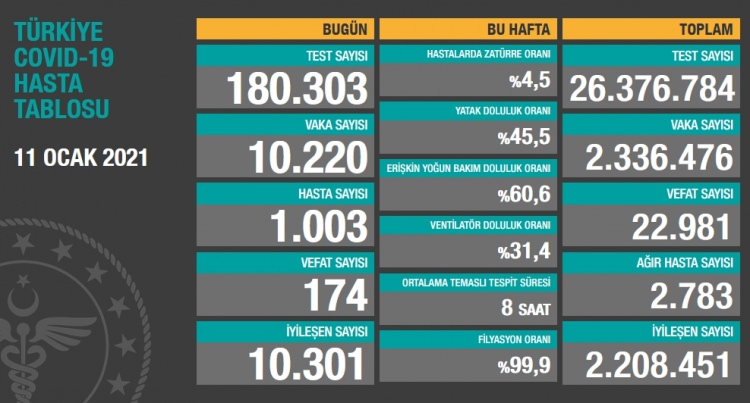 TÜRKİYE
COVID-19
HASTA
TABLOSU
11 OCAK 2021
BUGÜN
TEST SAYISI
180.303
VAKA SAYISI
10.220
HASTA SAYISI
1.003
VEFAT SAYISI
174
İYİLEŞEN SAYISI
10.301
BU HAFTA
HASTALARDA ZATÜRRE ORANI
%4,5
YATAK DOLULUK ORANI
%45,5
ERİŞKİN YOĞUN BAKIM DOLULUK ORANI
%60,6
VENTİLATÖR DOLULUK ORANI
%31,4
ORTALAMA TEMASLI TESPİT SÜRESİ
8 SAAT
FİLYASYON ORANI
%99,9
TOPLAM
TEST SAYISI
26.376.784
VAKA SAYISI
2.336.476
VEFAT SAYISI
22.981
AĞIR HASTA SAYISI
2.783
İYİLEŞEN SAYISI
2.208.451